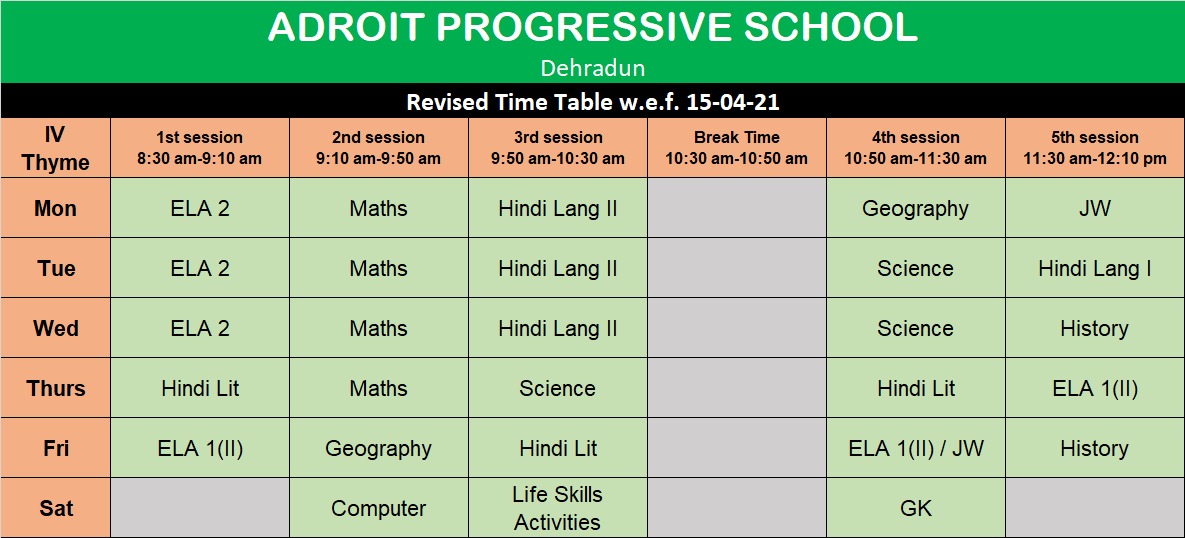 ADROIT PROGRESSIVE SCHOOL
Dehradun
Revised Time Table w.e.f. 15-04-21
IV Thyme 1st session 8:30 am-9:10 am 2nd session 9:10 am-9:50 am 3rd session 9:50 am-10:30 am Break Time 10:30 am-10:50 am 4th session 10:50 am-11:30 am 5th session 11:30 am-12:10 pm
Mon ELA 2 Maths Hindi Lang II Geography JW
Tue ELA 2 Maths Hindi Lang II Science Hindi Lang I
Wed ELA 2 Maths Hindi Lang II Science History
Thurs Hindi Lit Maths Science Hindi Lit ELA 1(II)
Fri ELA 1(II) Geography Hindi Lit ELA 1(II) / JW History
Sat Computer Life Skills Activities GK